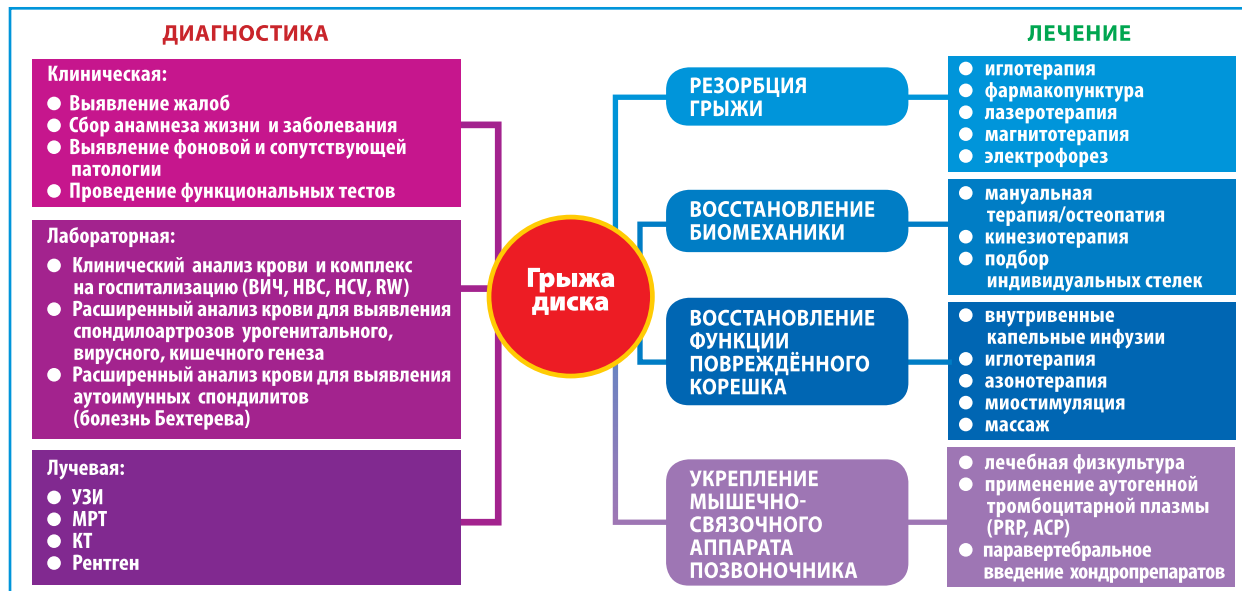 ДИАГНОСТИКА
Клиническая:
● Выявление жалоб
● Сбор анамнеза жизни и заболевания
● Выявление фоновой и сопутствующей
патологии
● Проведение функциональных тестов
Лабораторная:
● Клинический анализ крови и комплекс
на госпитализацию (ВИЧ, HBC, HCV, RW)
● Расширенный анализ крови для выявления
спондилоартрозов урогенитального,
вирусного, кишечного генеза
● Расширенный анализ крови для выявления
аутоимунных спондилитов
(болезнь Бехтерева)
Лучевая:
● УЗИ
● МРТ
● КТ
● Рентген
Грыжа
диска
ЛЕЧЕНИЕ
РЕЗОРБЦИЯ
ГРЫЖИ
● иглотерапия
● фармакопунктура
● лазеротерапия
● магнитотерапия
● электрофорез
ВОССТАНОВЛЕНИЕ
БИОМЕХАНИКИ
● мануальная
терапия/остеопатия
● кинезиотерапия
● подбор
индивидуальных стелек
ВОССТАНОВЛЕНИЕ
ФУНКЦИИ
ПОВРЕЖДЁННОГО
КОРЕШКА
● внутривенные
капельные инфузии
● иглотерапия
● азонотерапия
● миостимуляция
● массаж
УКРЕПЛЕНИЕ
МЫШЕЧНО-
СВЯЗОЧНОГО
АППАРАТА
ПОЗВОНОЧНИКА
● лечебная физкультура
● применение аутогенной
тромбоцитарной плазмы
(PRP, ACP)
● паравертебральное
введение хондропрепаратов